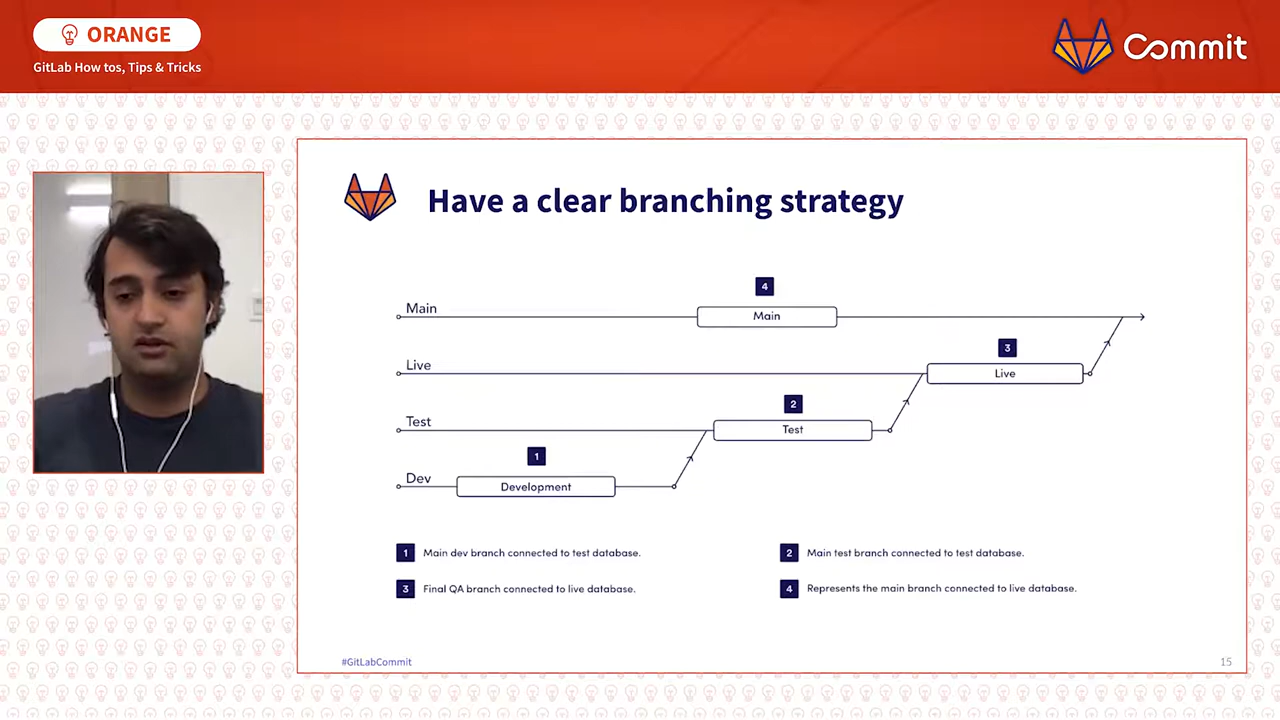 ORANGE
GitLab How tos, Tips & Tricks
Commit
Have a clear branching strategy
4
Main
Main
3
Live
Live
2
Test
Test
1
Dev
Development
1 Main dev branch connected to test database.
2 Main test branch connected to test database.
3 Final QA branch connected to live database.
4 Represents the main branch connected to live database.
#GitLabCommit
15